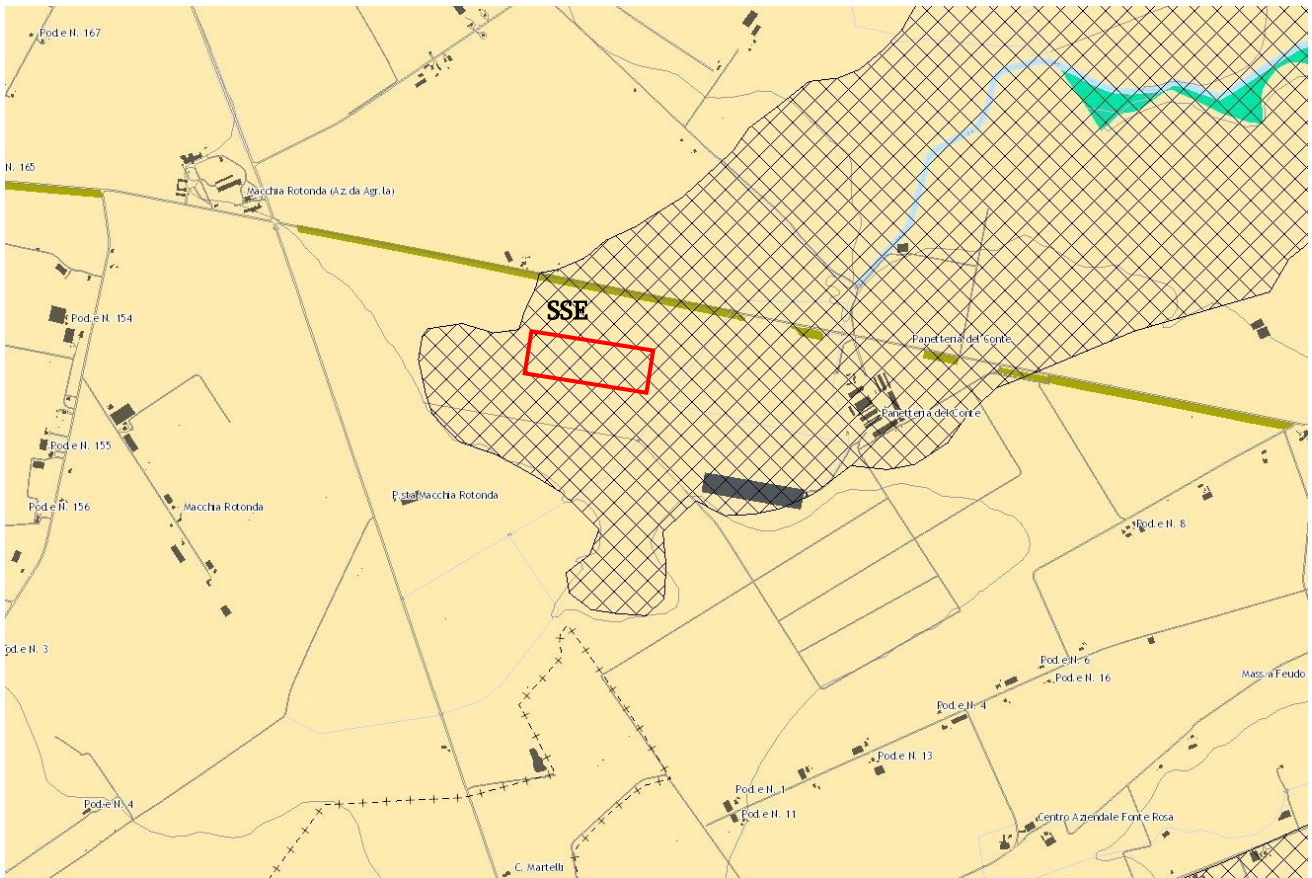 Pod.e N. 167
N. 165
Macchia Rotonda (Az.da Agr.la)
SSE
Pod.e N. 154
Panetteria del Conte
Panetteria del Conte
Pod.e N. 155
P.sta Macchia Rotonda
Pod.e N. 156
Macchia Rotonda
Pod.e N. 8
od.e N. 3
Pod.e N. 6
Pod.e N. 16
Mass.a Feudo
Pod.e N. 4
Pod.e N. 13
Pod.e N. 1
Pod.e N. 4
Pod.e N. 11
Centro Aziendale Fonte Rosa
C. Martelli